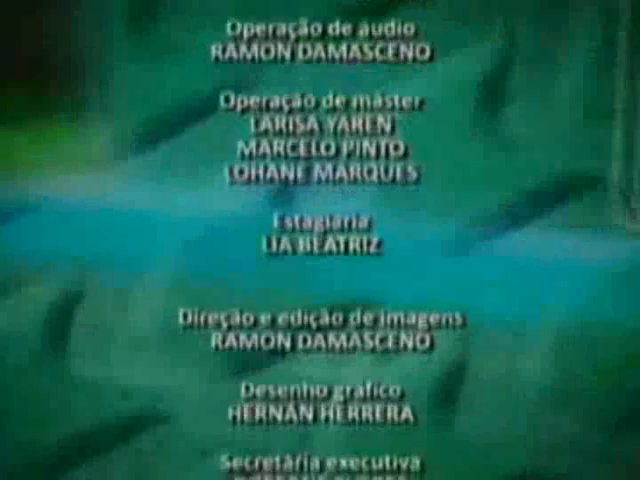 Operação de áudio
RAMON DAMASCENO
Operação de máster
LARISA YAREN
MARCELO PINTO
LOHANE MARQUES
Estagiária
LIA BEATRIZ
Direção e edição de imagens
RAMON DAMASCENO
Desenho gráfico
HERNÁN HERRERA
Secretária executiva